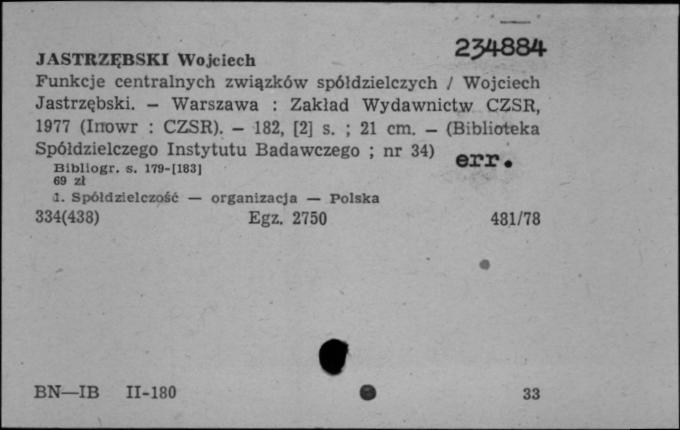 234884
JASTRZĘBSKI Wojciech
Funkcje centralnych związków spółdzielczych / Wojciech
Jastrzębski. — Warszawa : Zakład Wydawnictw CZSR,
1977 (Inowr : CZSR). — 182, [2] s. ; 21 cm. — (Biblioteka
Spółdzielczego Instytutu Badawczego ; nr 34)
err.
Bibliogr. s. 179-[183]
69 zł
1. Spółdzielczość — organizacja — Polska
334(438) Egz. 2750 481/78
BN—IB II-180 33